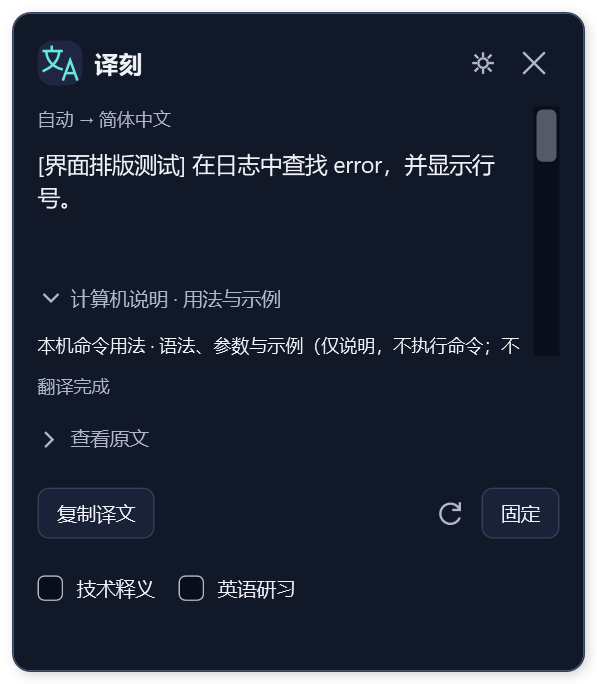 文A 译刻
自动 → 简体中文
[界面排版测试] 在日志中查找 error，并显示行
号。
计算机说明 · 用法与示例
本机命令用法 · 语法、参数与示例（仅说明，不执行命令；不
翻译完成
查看原文
复制译文 固定
技术释义 英语研习